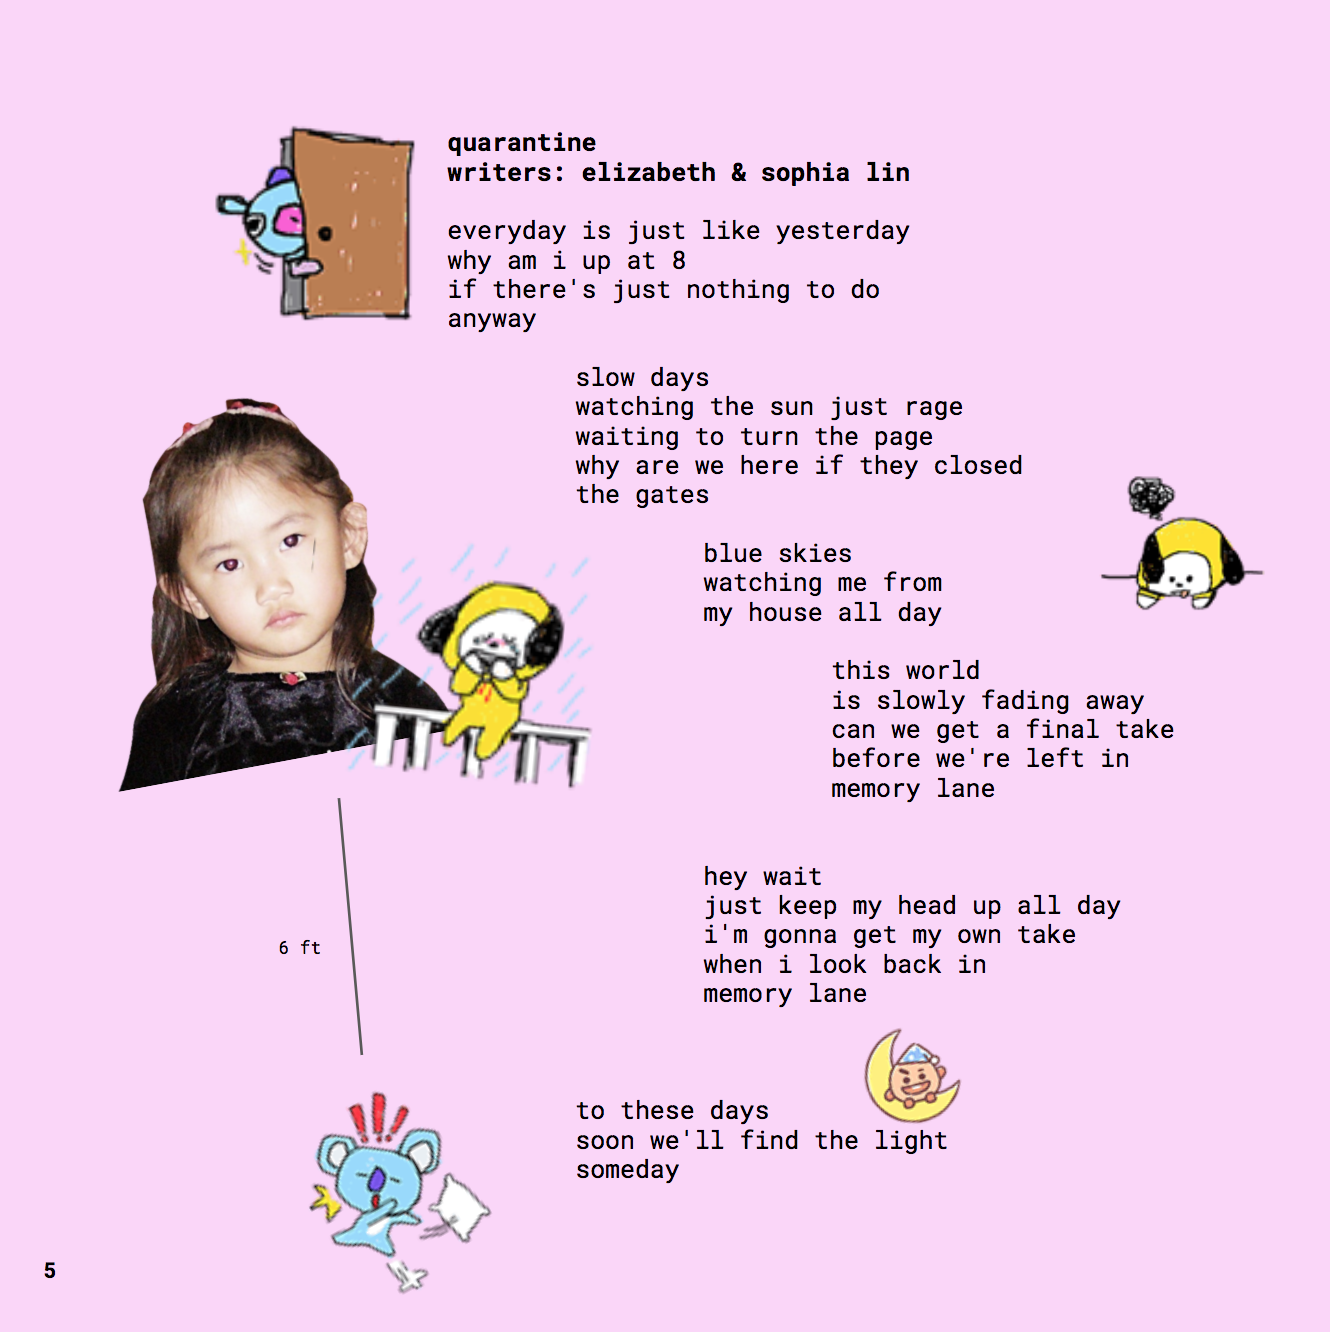 quarantine
writers: elizabeth & sophia lin
everyday is just like yesterday
why am i up at 8
if there's just nothing to do
anyway
slow days
watching the sun just rage
waiting to turn the page
why are we here if they closed
the gates
blue skies
watching me from
my house all day
this world
is slowly fading away
can we get a final take
before we're left in
memory lane
hey wait
just keep my head up all day
i'm gonna get my own take
when i look back in
memory lane
6 ft
to these days
soon we'll find the light
someday
5